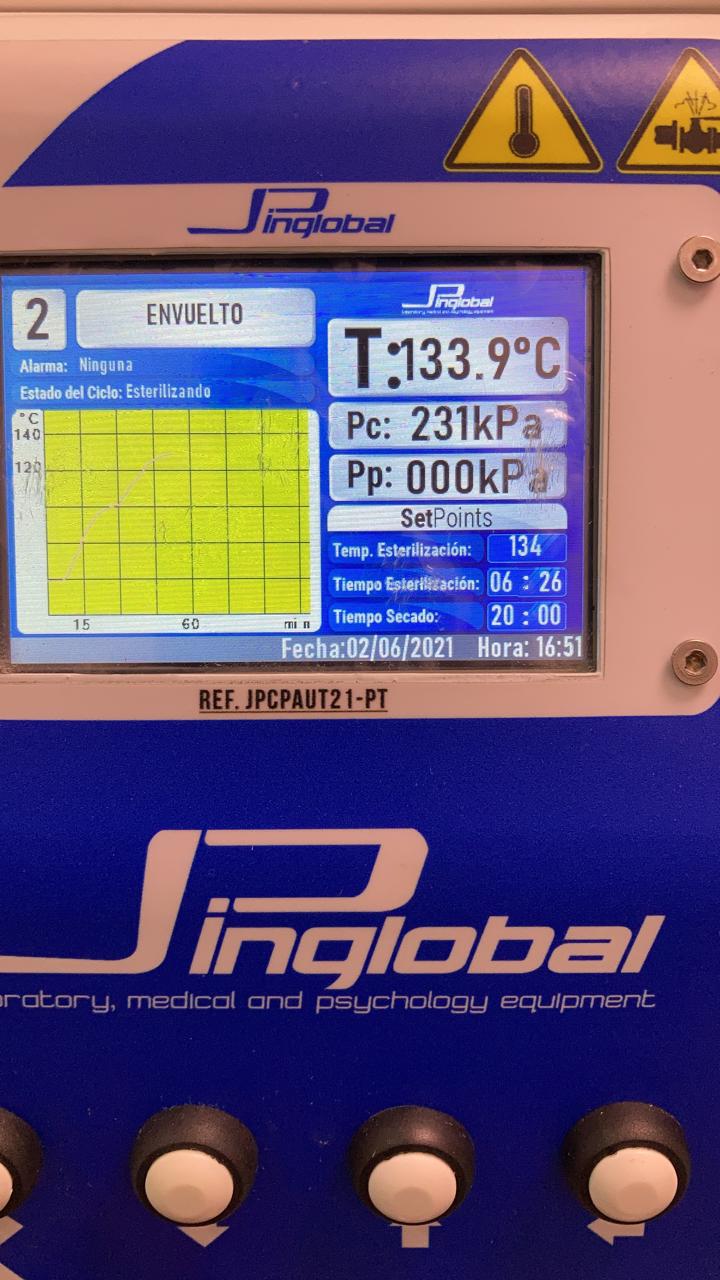 JPinglobal
2 ENVUELTO
JPinglobal
Alarma: Ninguna
Estado del Ciclo: Esterilizando
T:133.9°C
Pc: 231kPa
Pp: 000kPa
°C
140
120
15 60 min
SetPoints
Temp. Esterilización: 134
Tiempo Esterilización: 06 : 26
Tiempo Secado: 20 : 00
Fecha:02/06/2021 Hora: 16:51
REF. JPCPAUT21-PT
JPinglobal
oratory, medical and psychology equipment